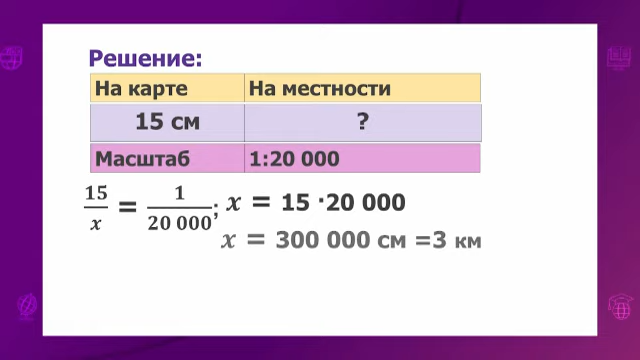 Решение:
На карте На местности
15 см ?
Масштаб 1:20 000
15/x = 1/20 000; x = 15 ·20 000
x = 300 000 см =3 км